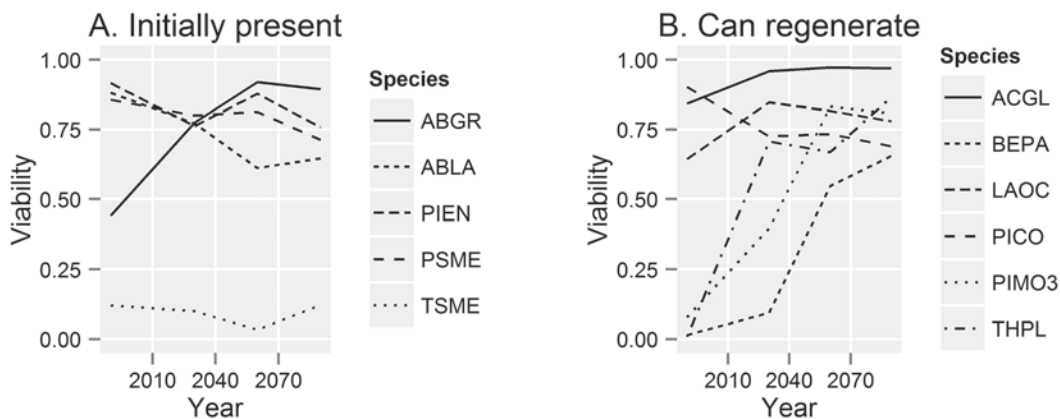 A. Initially present
1.00
0.75
0.50
0.25
0.00
Viability
2010 2040 2070
Year
Species
ABGR
ABLA
PIEN
PSME
TSME
B. Can regenerate
1.00
0.75
0.50
0.25
0.00
Viability
2010 2040 2070
Year
Species
ACGL
BEPA
LAOC
PICO
PIMO3
THPL